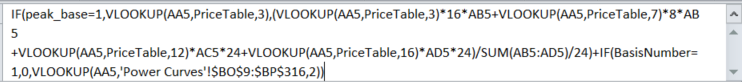 IF(peak_base=1,VLOOKUP(AA5,PriceTable,3),(VLOOKUP(AA5,PriceTable,3)*16*AB5+VLOOKUP(AA5,PriceTable,7)*8*AB
5
+VLOOKUP(AA5,PriceTable,12)*AC5*24+VLOOKUP(AA5,PriceTable,16)*AD5*24)/SUM(AB5:AD5)/24)+IF(BasisNumber=
1,0,VLOOKUP(AA5,'Power Curves'!$BO$9:$BP$316,2))